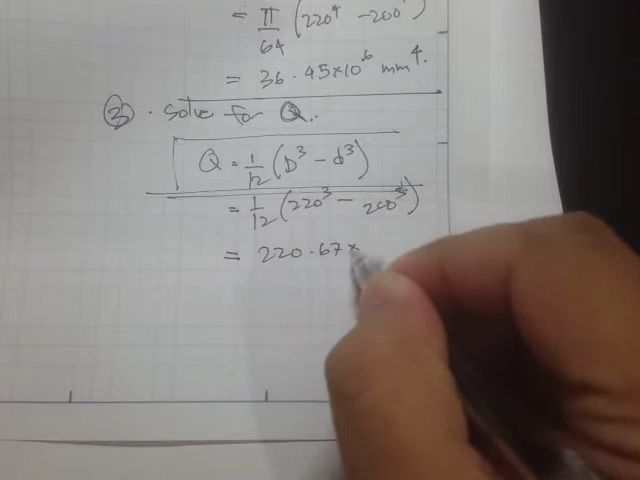 = π/64 (220⁴ - 200⁴)
= 36.45×10⁶ mm⁴.
③. Solve for Q.
Q = 1/12 (D³ - d³)
= 1/12 (220³ - 200³)
= 220.67×